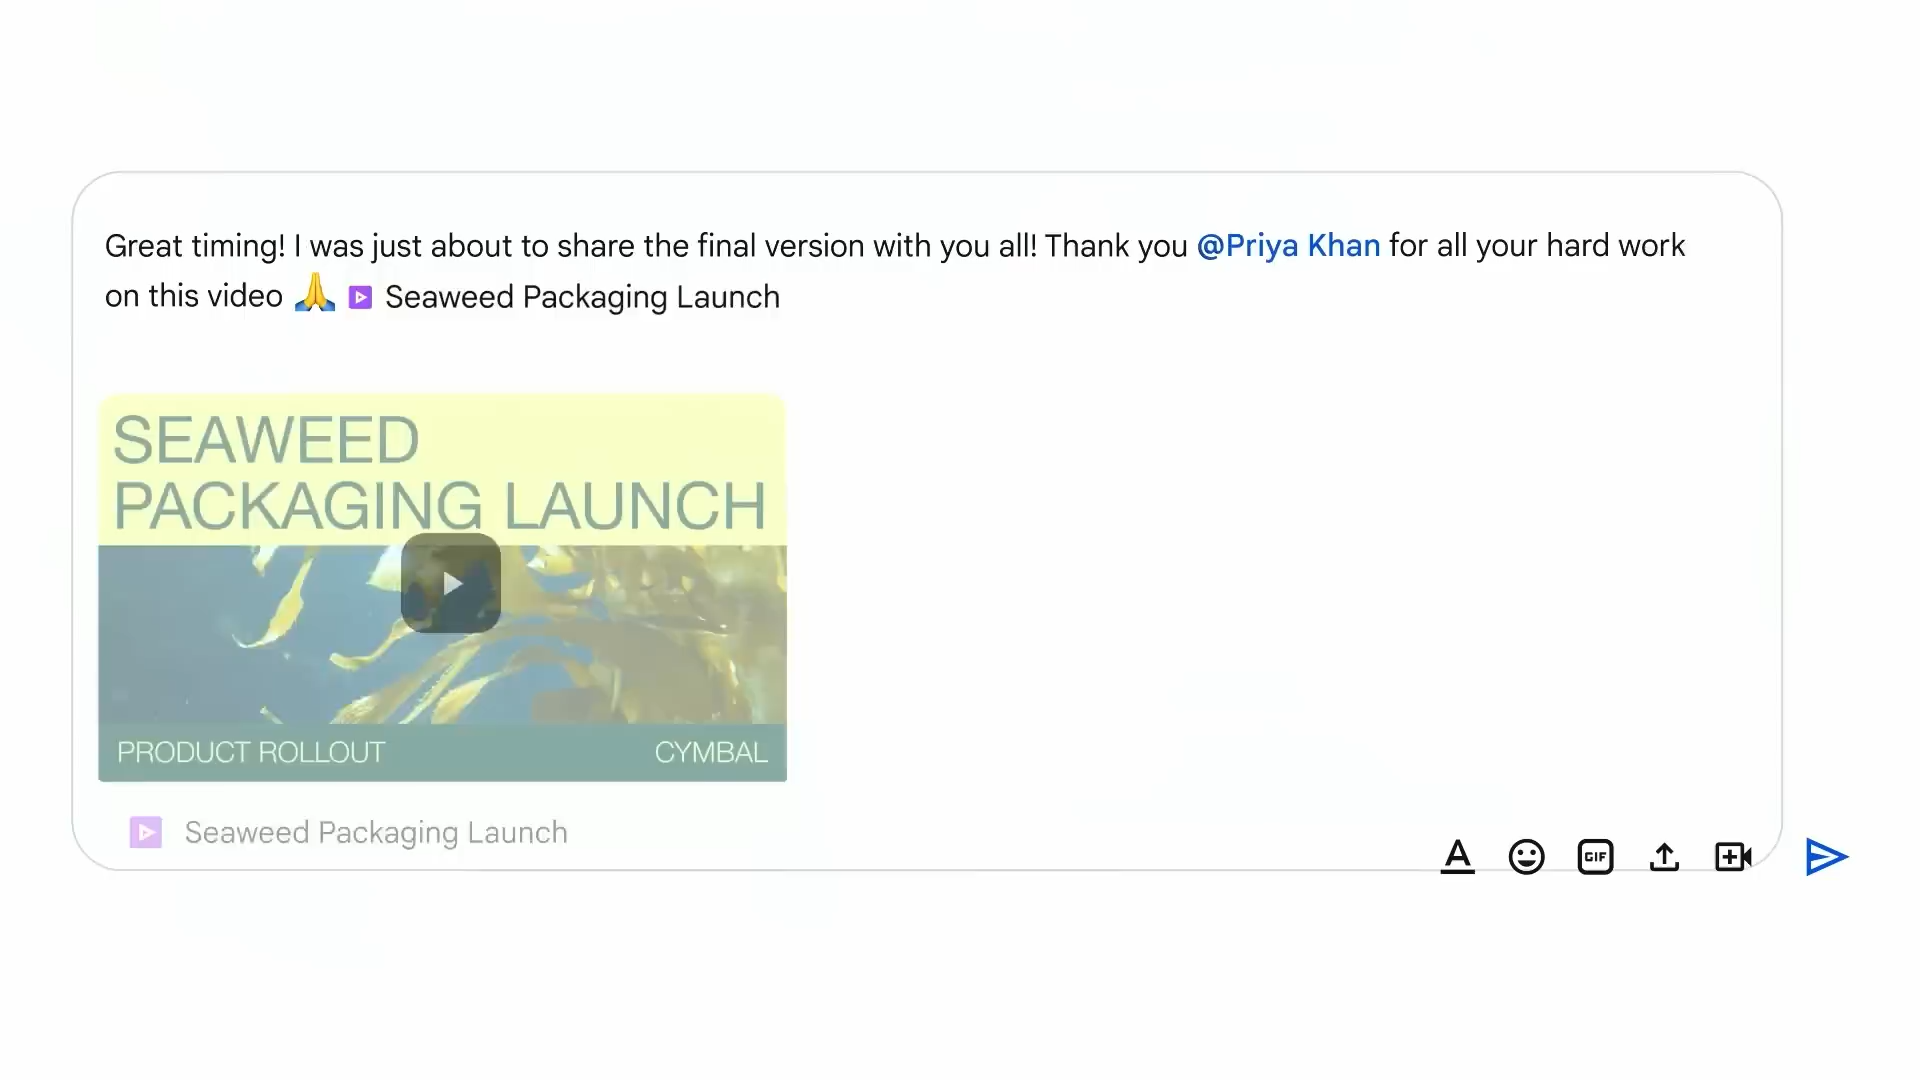 Great timing! I was just about to share the final version with you all! Thank you @Priya Khan for all your hard work
on this video 🙏 Seaweed Packaging Launch
SEAWEED
PACKAGING LAUNCH
PRODUCT ROLLOUT CYMBAL
Seaweed Packaging Launch
A GIF